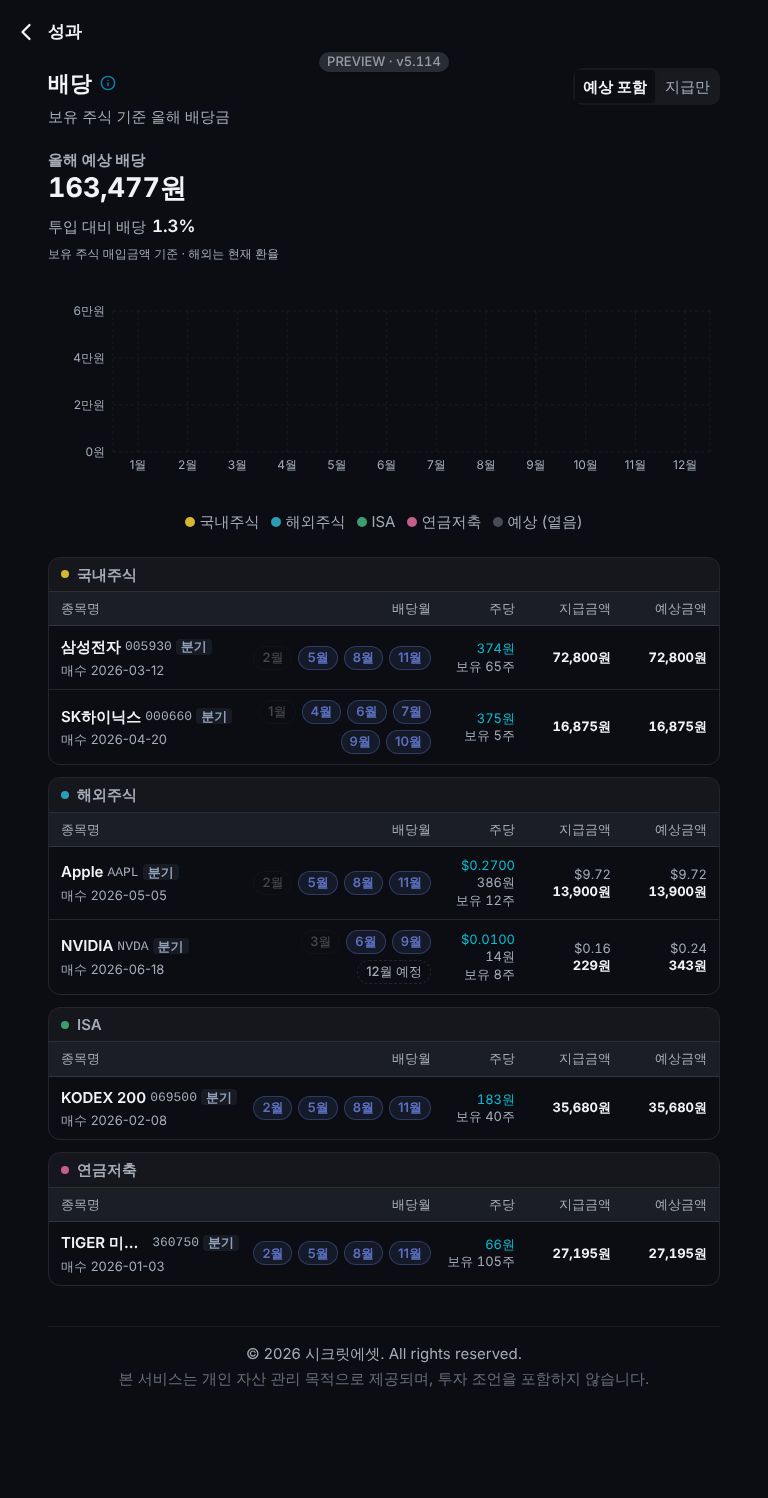 성과
PREVIEW · v5.114
배당
예상 포함 지급만
보유 주식 기준 올해 배당금
올해 예상 배당
163,477원
투입 대비 배당 1.3%
보유 주식 매입금액 기준 · 해외는 현재 환율
6만원
4만원
2만원
0원
1월 2월 3월 4월 5월 6월 7월 8월 9월 10월 11월 12월
국내주식 해외주식 ISA 연금저축 예상 (옅음)
국내주식
종목명 배당월 주당 지급금액 예상금액
삼성전자 005930 분기
매수 2026-03-12
2월 5월 8월 11월
374원
보유 65주
72,800원 72,800원
SK하이닉스 000660 분기
매수 2026-04-20
1월 4월 6월 7월
9월 10월
375원
보유 5주
16,875원 16,875원
해외주식
종목명 배당월 주당 지급금액 예상금액
Apple AAPL 분기
매수 2026-05-05
2월 5월 8월 11월
$0.2700
386원
보유 12주
$9.72
13,900원
$9.72
13,900원
NVIDIA NVDA 분기
매수 2026-06-18
3월 6월 9월
12월 예정
$0.0100
14원
보유 8주
$0.16
229원
$0.24
343원
ISA
종목명 배당월 주당 지급금액 예상금액
KODEX 200 069500 분기
매수 2026-02-08
2월 5월 8월 11월
183원
보유 40주
35,680원 35,680원
연금저축
종목명 배당월 주당 지급금액 예상금액
TIGER 미... 360750 분기
매수 2026-01-03
2월 5월 8월 11월
66원
보유 105주
27,195원 27,195원
© 2026 시크릿에셋. All rights reserved.
본 서비스는 개인 자산 관리 목적으로 제공되며, 투자 조언을 포함하지 않습니다.